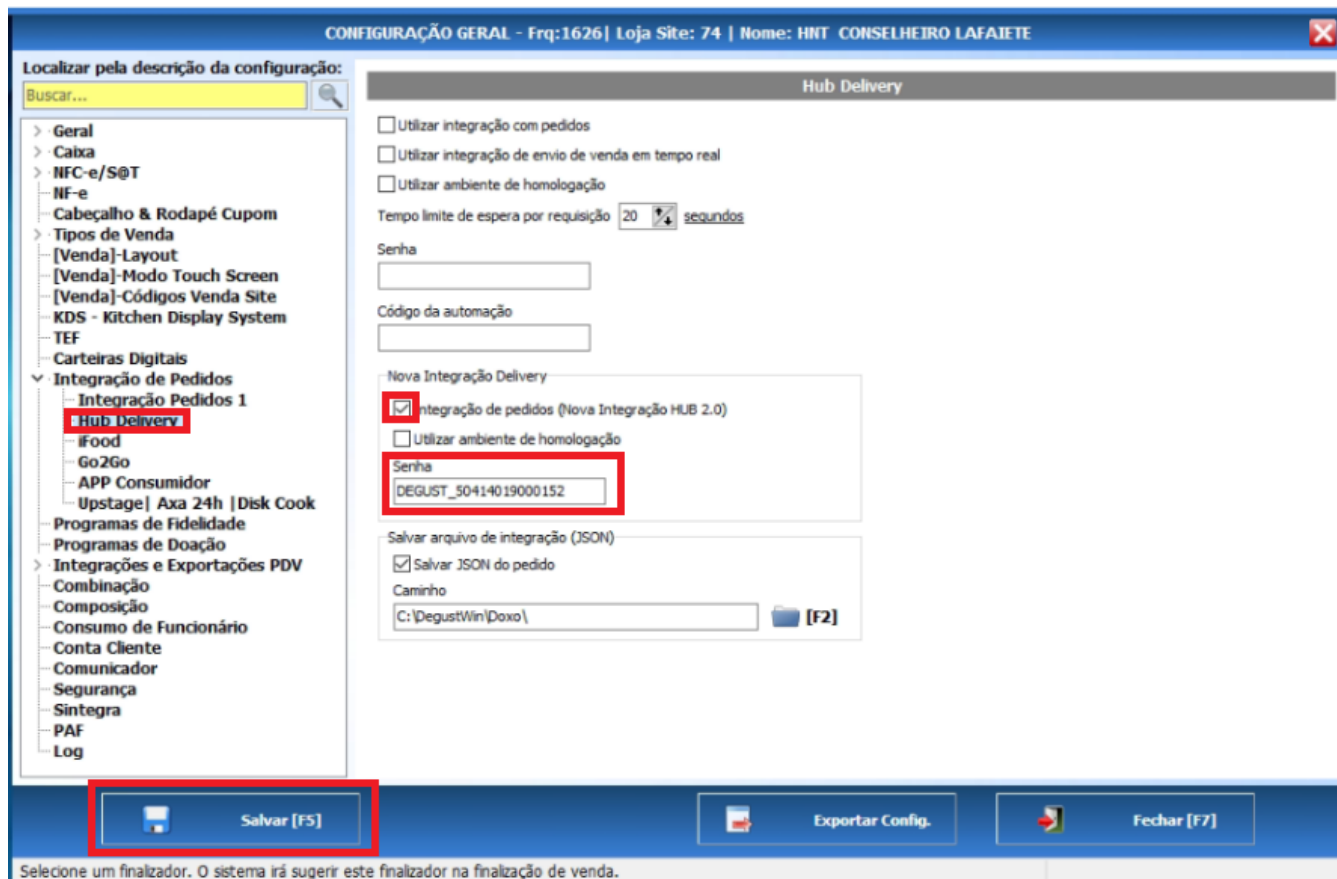 CONFIGURAÇÃO GERAL - Frq:1626| Loja Site: 74 | Nome: HNT CONSELHEIRO LAFAIETE
Localizar pela descrição da configuração:
Buscar...
Geral
Caixa
NFC-e/S@T
NF-e
Cabeçalho & Rodapé Cupom
Tipos de Venda
[Venda]-Layout
[Venda]-Modo Touch Screen
[Venda]-Códigos Venda Site
KDS - Kitchen Display System
TEF
Carteiras Digitais
Integração de Pedidos
Integração Pedidos 1
Hub Delivery
iFood
Go2Go
APP Consumidor
Upstage| Axa 24h |Disk Cook
Programas de Fidelidade
Programas de Doação
Integrações e Exportações PDV
Combinação
Composição
Consumo de Funcionário
Conta Cliente
Comunicador
Segurança
Sintegra
PAF
Log
Hub Delivery
Utilizar integração com pedidos
Utilizar integração de envio de venda em tempo real
Utilizar ambiente de homologação
Tempo limite de espera por requisição 20 segundos
Senha
Código da automação
Nova Integração Delivery
Integração de pedidos (Nova Integração HUB 2.0)
Utilizar ambiente de homologação
Senha
DEGUST_50414019000152
Salvar arquivo de integração (JSON)
Salvar JSON do pedido
Caminho
C:\DegustWin\Doxo\ [F2]
Salvar [F5] Exportar Config. Fechar [F7]
Selecione um finalizador. O sistema irá sugerir este finalizador na finalização de venda.